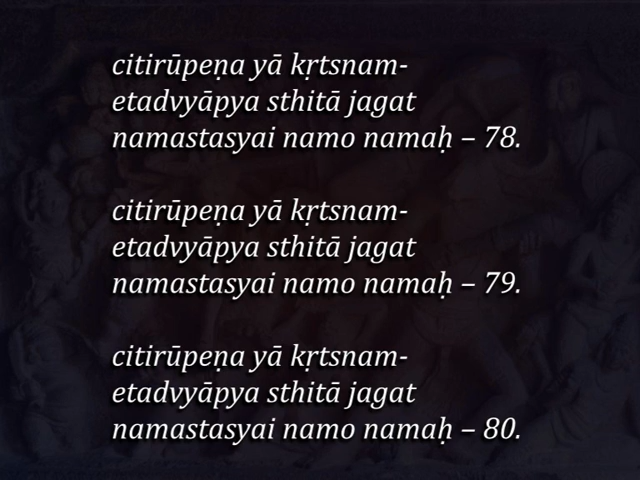 citirūpeṇa yā kṛtsnam-
etadvyāpya sthitā jagat
namastasyai namo namaḥ – 78.
citirūpeṇa yā kṛtsnam-
etadvyāpya sthitā jagat
namastasyai namo namaḥ – 79.
citirūpeṇa yā kṛtsnam-
etadvyāpya sthitā jagat
namastasyai namo namaḥ – 80.